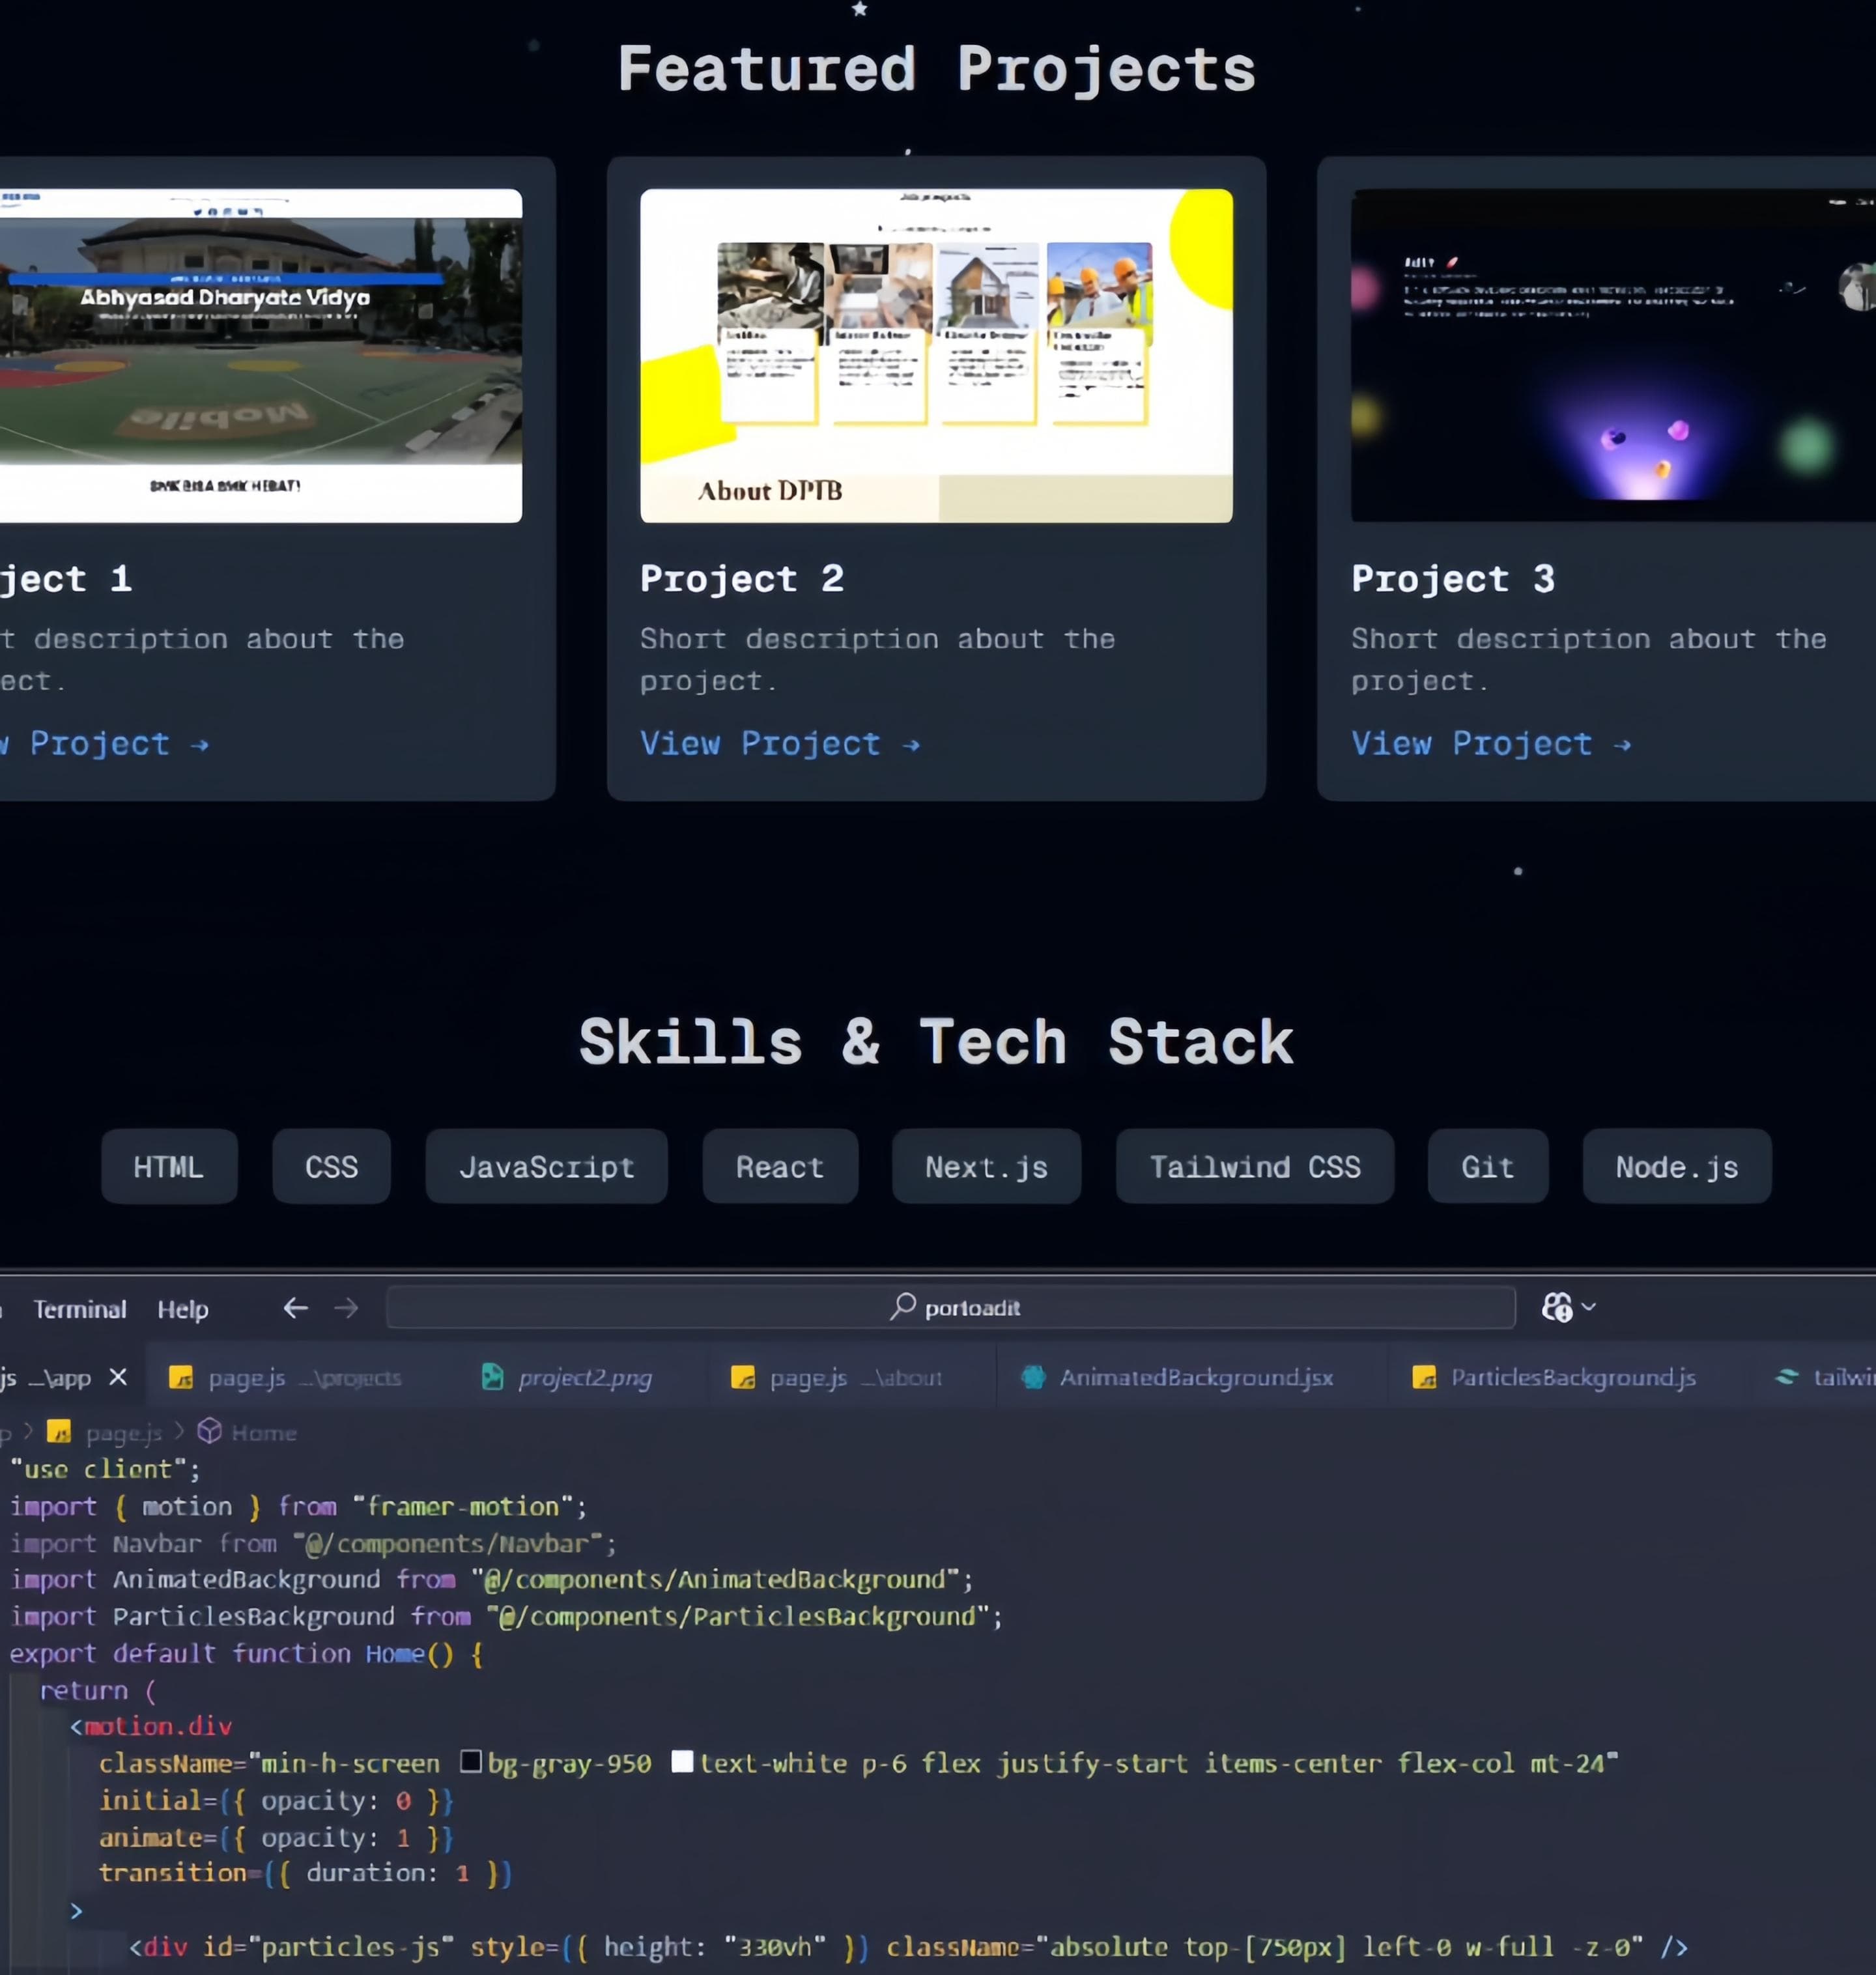 Featured Projects
Abhyasad Dharyate Vidya
Mobile
SMK BISA SMK HEBAT!
About DPIB
ject 1
t description about the
ect.
w Project →
Project 2
Short description about the
project.
View Project →
Project 3
Short description about the
project.
View Project →
Skills & Tech Stack
HTML
CSS
JavaScript
React
Next.js
Tailwind CSS
Git
Node.js
Terminal Help ← → portoadit
js ...\app × page.js ...\projects project2.png page.js ...\about AnimatedBackground.jsx ParticlesBackground.js tailwi
p > page.js > Home
"use client";
import { motion } from "framer-motion";
import Navbar from "@/components/Navbar";
import AnimatedBackground from "@/components/AnimatedBackground";
import ParticlesBackground from "@/components/ParticlesBackground";
export default function Home() {
return (
<motion.div
className="min-h-screen bg-gray-950 text-white p-6 flex justify-start items-center flex-col mt-24"
initial={{ opacity: 0 }}
animate={{ opacity: 1 }}
transition={{ duration: 1 }}
>
<div id="particles-js" style={{ height: "330vh" }} className="absolute top-[750px] left-0 w-full -z-0" />